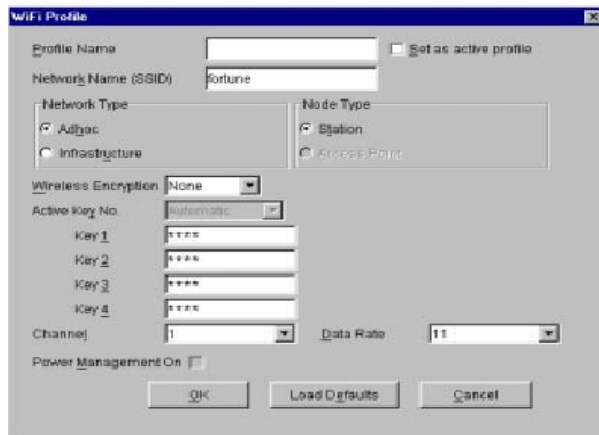 WiFi Profile
Profile Name
Set as active profile
Network Name (SSID) fortune
Network Type
Node Type
Adhoc
Station
Infrastructure
Access Point
Wireless Encryption None
Active Key No. Automatic
Key 1 ****
Key 2 ****
Key 3 ****
Key 4 ****
Channel 1 Data Rate 11
Power Management On
OK Load Defaults Cancel